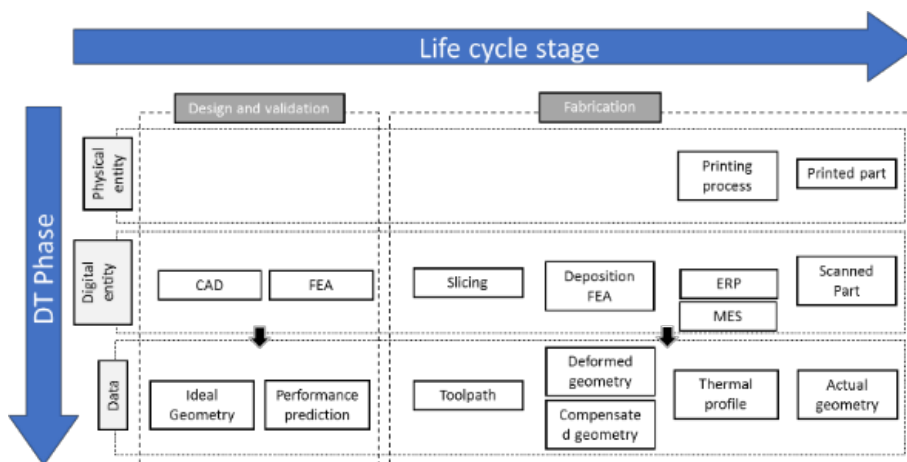 Life cycle stage
DT Phase
Design and validation
Fabrication
Physical
entity
Printing
process
Printed part
Digital
entity
CAD
FEA
Slicing
Deposition
FEA
ERP
MES
Scanned
Part
Data
Ideal
Geometry
Performance
prediction
Toolpath
Deformed
geometry
Compensate
d geometry
Thermal
profile
Actual
geometry